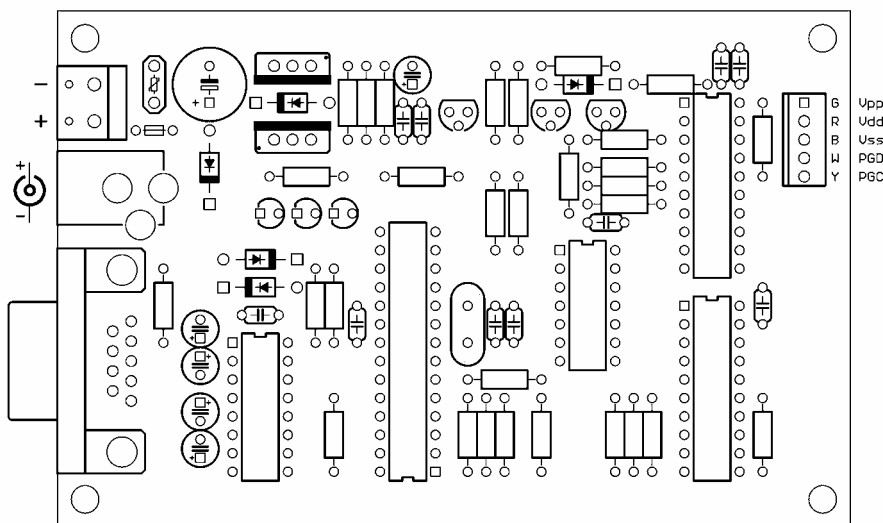 -
+
+
-
G Vpp
R Vdd
B Vss
W PGD
Y PGC